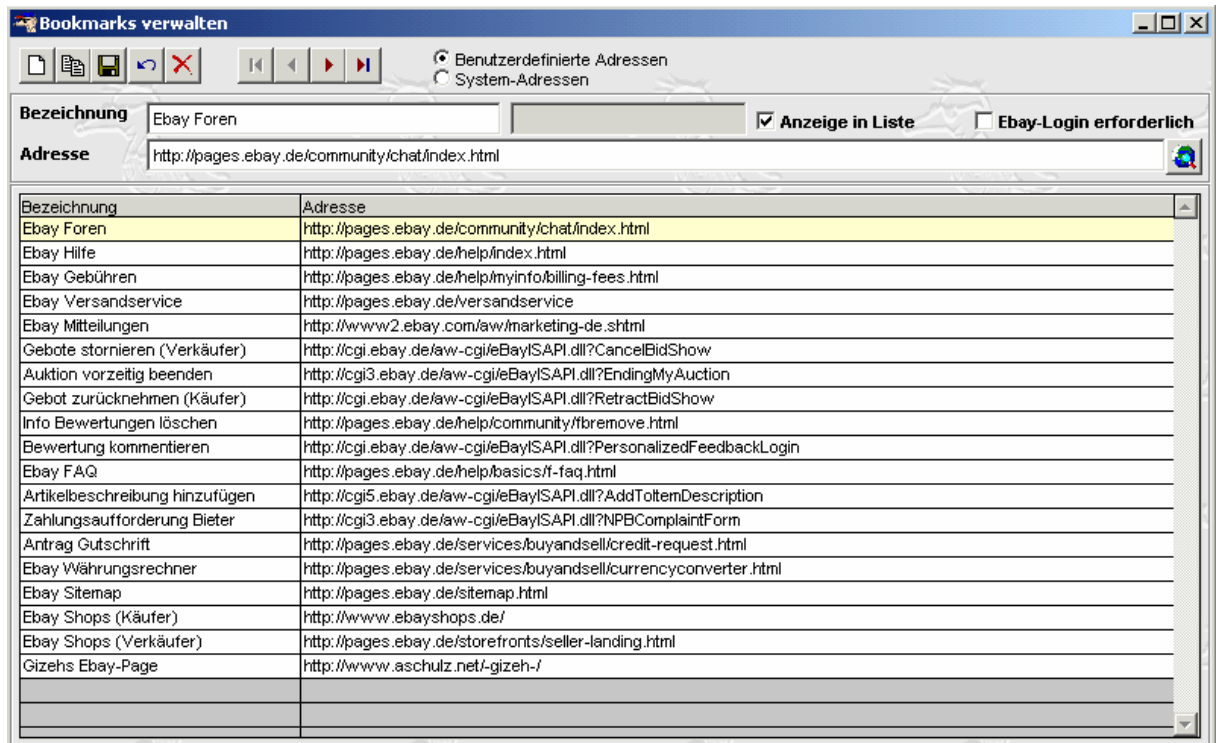 Bookmarks verwalten
Benutzerdefinierte Adressen
System-Adressen
Bezeichnung Ebay Foren Anzeige in Liste Ebay-Login erforderlich
Adresse http://pages.ebay.de/community/chat/index.html
Bezeichnung Adresse
Ebay Foren http://pages.ebay.de/community/chat/index.html
Ebay Hilfe http://pages.ebay.de/help/index.html
Ebay Gebühren http://pages.ebay.de/help/myinfo/billing-fees.html
Ebay Versandservice http://pages.ebay.de/versandservice
Ebay Mitteilungen http://www2.ebay.com/aw/marketing-de.shtml
Gebote stornieren (Verkäufer) http://cgi.ebay.de/aw-cgi/eBayISAPI.dll?CancelBidShow
Auktion vorzeitig beenden http://cgi3.ebay.de/aw-cgi/eBayISAPI.dll?EndingMyAuction
Gebot zurücknehmen (Käufer) http://cgi.ebay.de/aw-cgi/eBayISAPI.dll?RetractBidShow
Info Bewertungen löschen http://pages.ebay.de/help/community/fbremove.html
Bewertung kommentieren http://cgi.ebay.de/aw-cgi/eBayISAPI.dll?PersonalizedFeedbackLogin
Ebay FAQ http://pages.ebay.de/help/basics/f-faq.html
Artikelbeschreibung hinzufügen http://cgi5.ebay.de/aw-cgi/eBayISAPI.dll?AddToItemDescription
Zahlungsaufforderung Bieter http://cgi3.ebay.de/aw-cgi/eBayISAPI.dll?NPBComplaintForm
Antrag Gutschrift http://pages.ebay.de/services/buyandsell/credit-request.html
Ebay Währungsrechner http://pages.ebay.de/services/buyandsell/currencyconverter.html
Ebay Sitemap http://pages.ebay.de/sitemap.html
Ebay Shops (Käufer) http://www.ebayshops.de/
Ebay Shops (Verkäufer) http://pages.ebay.de/storefronts/seller-landing.html
Gizehs Ebay-Page http://www.aschulz.net/-gizeh-/